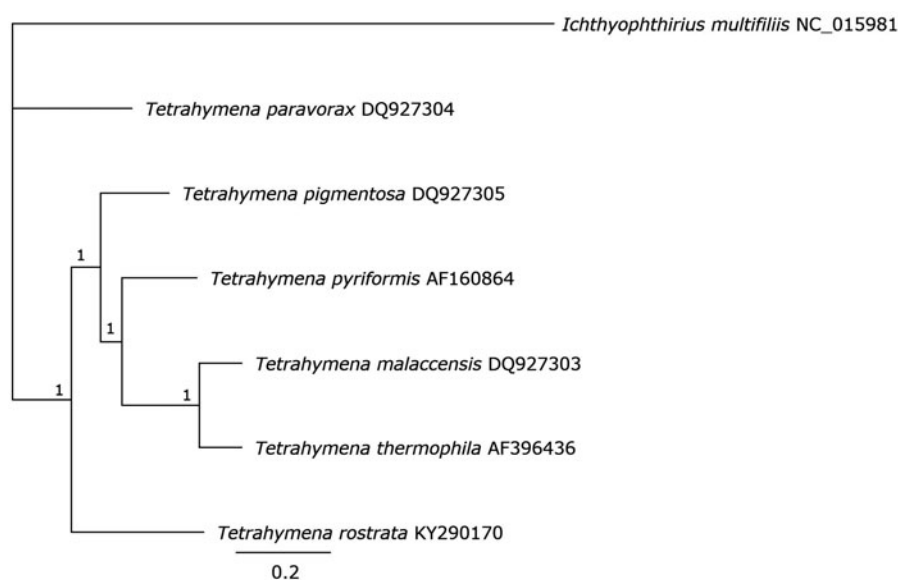 Ichthyophthirius multifiliis NC_015981
Tetrahymena paravorax DQ927304
Tetrahymena pigmentosa DQ927305
1
Tetrahymena pyriformis AF160864
1
Tetrahymena malaccensis DQ927303
1
1
Tetrahymena thermophila AF396436
Tetrahymena rostrata KY290170
0.2